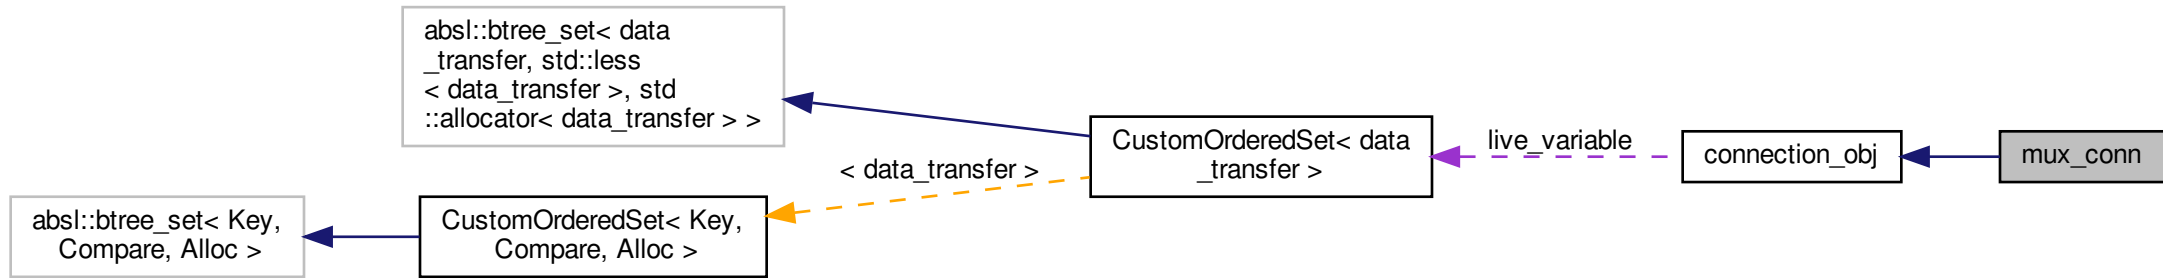 absl::btree_set< data
_transfer, std::less
< data_transfer >, std
::allocator< data_transfer > >
absl::btree_set< Key,
Compare, Alloc >
CustomOrderedSet< Key,
Compare, Alloc >
< data_transfer >
CustomOrderedSet< data
_transfer >
live_variable
connection_obj
mux_conn